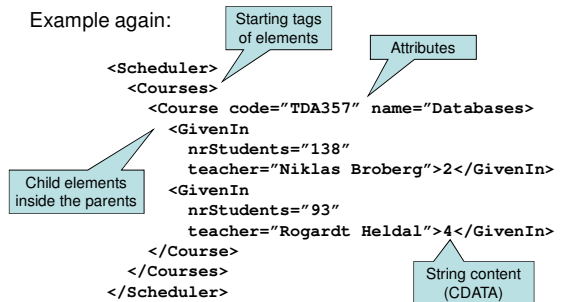 Example again:
Starting tags
of elements
Attributes
<Scheduler>
<Courses>
<Course code=”TDA357” name=”Databases>
<GivenIn
nrStudents=”138”
teacher=”Niklas Broberg”>2</GivenIn>
<GivenIn
nrStudents=”93”
teacher=”Rogardt Heldal”>4</GivenIn>
</Course>
</Courses>
</Scheduler>
Child elements
inside the parents
String content
(CDATA)